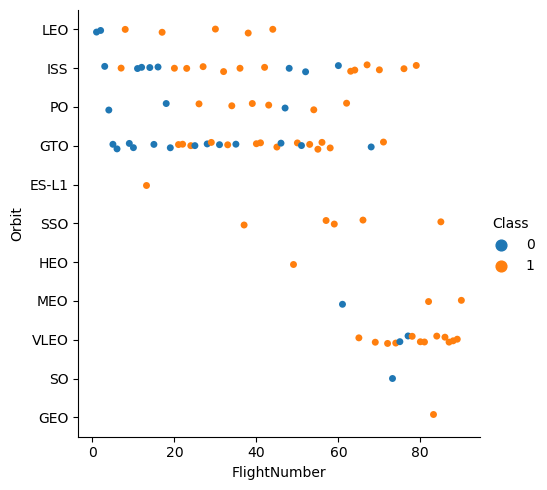 LEO
ISS
PO
GTO
ES-L1
SSO
HEO
MEO
VLEO
SO
GEO
Orbit
0
20
40
60
80
FlightNumber
Class
0
1